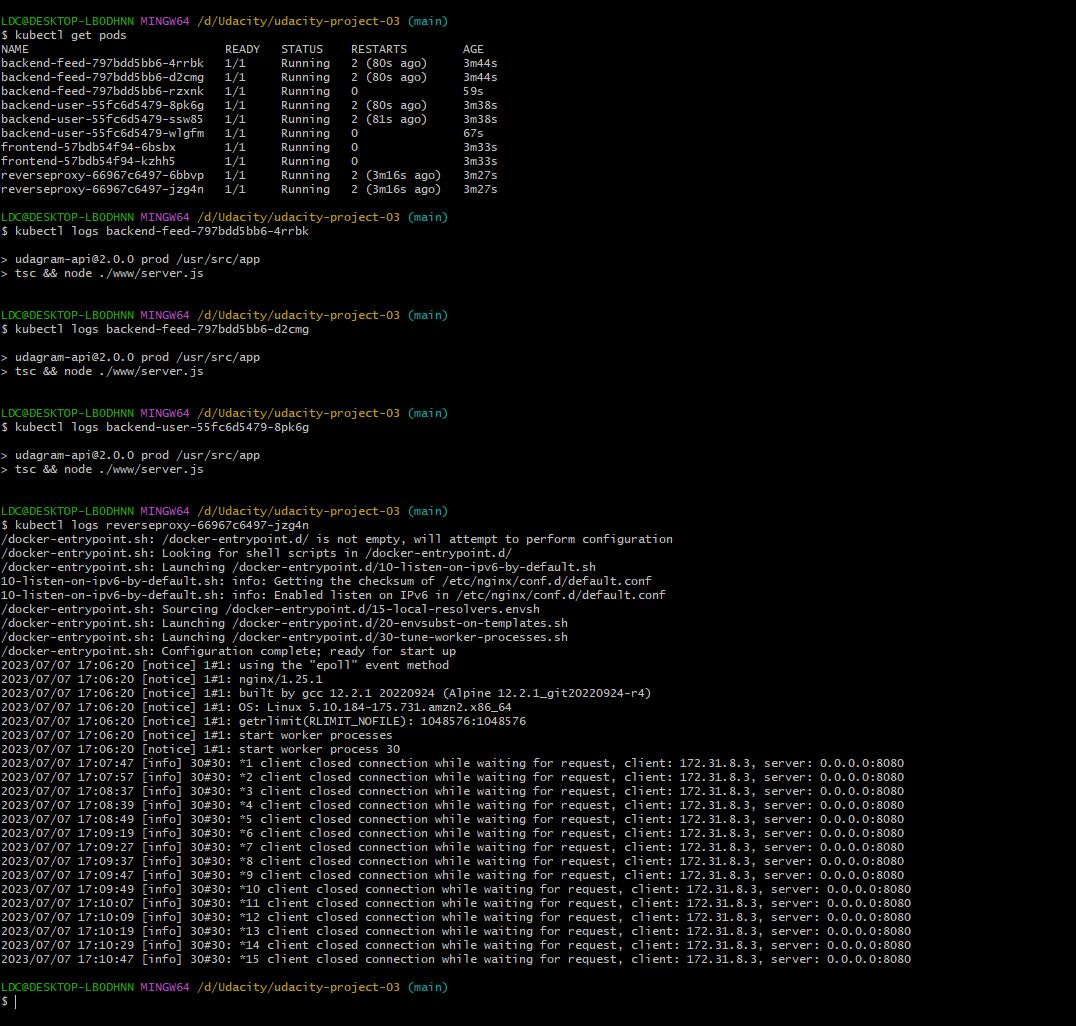 LDC@DESKTOP-LBODHNN MINGW64 /d/Udacity/udacity-project-03 (main)
$ kubectl get pods
NAME READY STATUS RESTARTS AGE
backend-feed-797bdd5bb6-4rrbk 1/1 Running 2 (80s ago) 3m44s
backend-feed-797bdd5bb6-d2cmg 1/1 Running 2 (80s ago) 3m44s
backend-feed-797bdd5bb6-rzxnk 1/1 Running 0 59s
backend-user-55fc6d5479-8pk6g 1/1 Running 2 (80s ago) 3m38s
backend-user-55fc6d5479-ssw85 1/1 Running 2 (81s ago) 3m38s
backend-user-55fc6d5479-wlgfm 1/1 Running 0 67s
frontend-57bdb54f94-6bsbx 1/1 Running 0 3m33s
frontend-57bdb54f94-kzhh5 1/1 Running 0 3m33s
reverseproxy-66967c6497-6bbvp 1/1 Running 2 (3m16s ago) 3m27s
reverseproxy-66967c6497-jzg4n 1/1 Running 2 (3m16s ago) 3m27s
LDC@DESKTOP-LBODHNN MINGW64 /d/Udacity/udacity-project-03 (main)
$ kubectl logs backend-feed-797bdd5bb6-4rrbk
> udagram-api@2.0.0 prod /usr/src/app
> tsc && node ./www/server.js
LDC@DESKTOP-LBODHNN MINGW64 /d/Udacity/udacity-project-03 (main)
$ kubectl logs backend-feed-797bdd5bb6-d2cmg
> udagram-api@2.0.0 prod /usr/src/app
> tsc && node ./www/server.js
LDC@DESKTOP-LBODHNN MINGW64 /d/Udacity/udacity-project-03 (main)
$ kubectl logs backend-user-55fc6d5479-8pk6g
> udagram-api@2.0.0 prod /usr/src/app
> tsc && node ./www/server.js
LDC@DESKTOP-LBODHNN MINGW64 /d/Udacity/udacity-project-03 (main)
$ kubectl logs reverseproxy-66967c6497-jzg4n
/docker-entrypoint.sh: /docker-entrypoint.d/ is not empty, will attempt to perform configuration
/docker-entrypoint.sh: Looking for shell scripts in /docker-entrypoint.d/
/docker-entrypoint.sh: Launching /docker-entrypoint.d/10-listen-on-ipv6-by-default.sh
10-listen-on-ipv6-by-default.sh: info: Getting the checksum of /etc/nginx/conf.d/default.conf
10-listen-on-ipv6-by-default.sh: info: Enabled listen on IPv6 in /etc/nginx/conf.d/default.conf
/docker-entrypoint.sh: Sourcing /docker-entrypoint.d/15-local-resolvers.envsh
/docker-entrypoint.sh: Launching /docker-entrypoint.d/20-envsubst-on-templates.sh
/docker-entrypoint.sh: Launching /docker-entrypoint.d/30-tune-worker-processes.sh
/docker-entrypoint.sh: Configuration complete; ready for start up
2023/07/07 17:06:20 [notice] 1#1: using the "epoll" event method
2023/07/07 17:06:20 [notice] 1#1: nginx/1.25.1
2023/07/07 17:06:20 [notice] 1#1: built by gcc 12.2.1 20220924 (Alpine 12.2.1_git20220924-r4)
2023/07/07 17:06:20 [notice] 1#1: OS: Linux 5.10.184-175.731.amzn2.x86_64
2023/07/07 17:06:20 [notice] 1#1: getrlimit(RLIMIT_NOFILE): 1048576:1048576
2023/07/07 17:06:20 [notice] 1#1: start worker processes
2023/07/07 17:06:20 [notice] 1#1: start worker process 30
2023/07/07 17:07:47 [info] 30#30: *1 client closed connection while waiting for request, client: 172.31.8.3, server: 0.0.0.0:8080
2023/07/07 17:07:57 [info] 30#30: *2 client closed connection while waiting for request, client: 172.31.8.3, server: 0.0.0.0:8080
2023/07/07 17:08:37 [info] 30#30: *3 client closed connection while waiting for request, client: 172.31.8.3, server: 0.0.0.0:8080
2023/07/07 17:08:39 [info] 30#30: *4 client closed connection while waiting for request, client: 172.31.8.3, server: 0.0.0.0:8080
2023/07/07 17:08:49 [info] 30#30: *5 client closed connection while waiting for request, client: 172.31.8.3, server: 0.0.0.0:8080
2023/07/07 17:09:19 [info] 30#30: *6 client closed connection while waiting for request, client: 172.31.8.3, server: 0.0.0.0:8080
2023/07/07 17:09:27 [info] 30#30: *7 client closed connection while waiting for request, client: 172.31.8.3, server: 0.0.0.0:8080
2023/07/07 17:09:37 [info] 30#30: *8 client closed connection while waiting for request, client: 172.31.8.3, server: 0.0.0.0:8080
2023/07/07 17:09:47 [info] 30#30: *9 client closed connection while waiting for request, client: 172.31.8.3, server: 0.0.0.0:8080
2023/07/07 17:09:49 [info] 30#30: *10 client closed connection while waiting for request, client: 172.31.8.3, server: 0.0.0.0:8080
2023/07/07 17:10:07 [info] 30#30: *11 client closed connection while waiting for request, client: 172.31.8.3, server: 0.0.0.0:8080
2023/07/07 17:10:09 [info] 30#30: *12 client closed connection while waiting for request, client: 172.31.8.3, server: 0.0.0.0:8080
2023/07/07 17:10:19 [info] 30#30: *13 client closed connection while waiting for request, client: 172.31.8.3, server: 0.0.0.0:8080
2023/07/07 17:10:29 [info] 30#30: *14 client closed connection while waiting for request, client: 172.31.8.3, server: 0.0.0.0:8080
2023/07/07 17:10:47 [info] 30#30: *15 client closed connection while waiting for request, client: 172.31.8.3, server: 0.0.0.0:8080
LDC@DESKTOP-LBODHNN MINGW64 /d/Udacity/udacity-project-03 (main)
$